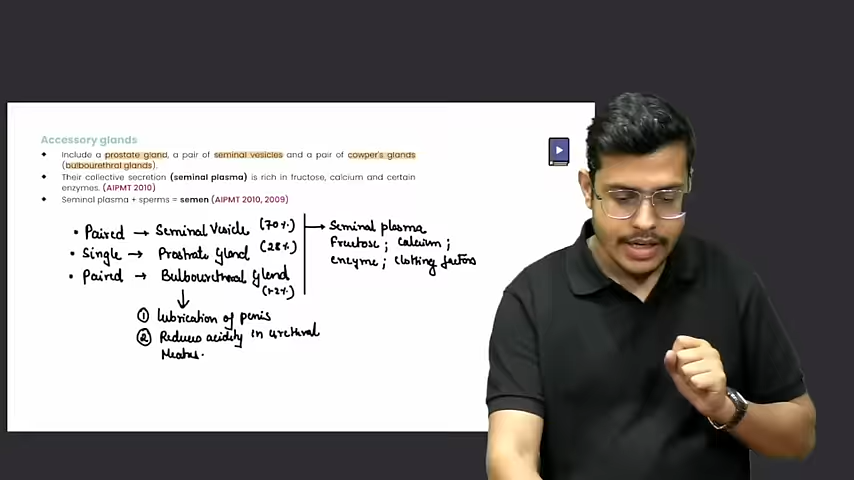 Accessory glands
Include a prostate gland, a pair of seminal vesicles and a pair of cowper's glands
(bulbourethral glands).
Their collective secretion (seminal plasma) is rich in fructose, calcium and certain
enzymes. (AIPMT 2010)
Seminal plasma + sperms = semen (AIPMT 2010, 2009)
• Paired → Seminal Vesicle (70%)
• Single → Prostrate Gland (28%)
• Paired → Bulbourethral Gland
(1-2%)
→ Seminal plasma
Fructose ; Calcium ;
enzyme ; Clotting factors
① Lubrication of penis
② Reduces acidity in urethral
Meatus.